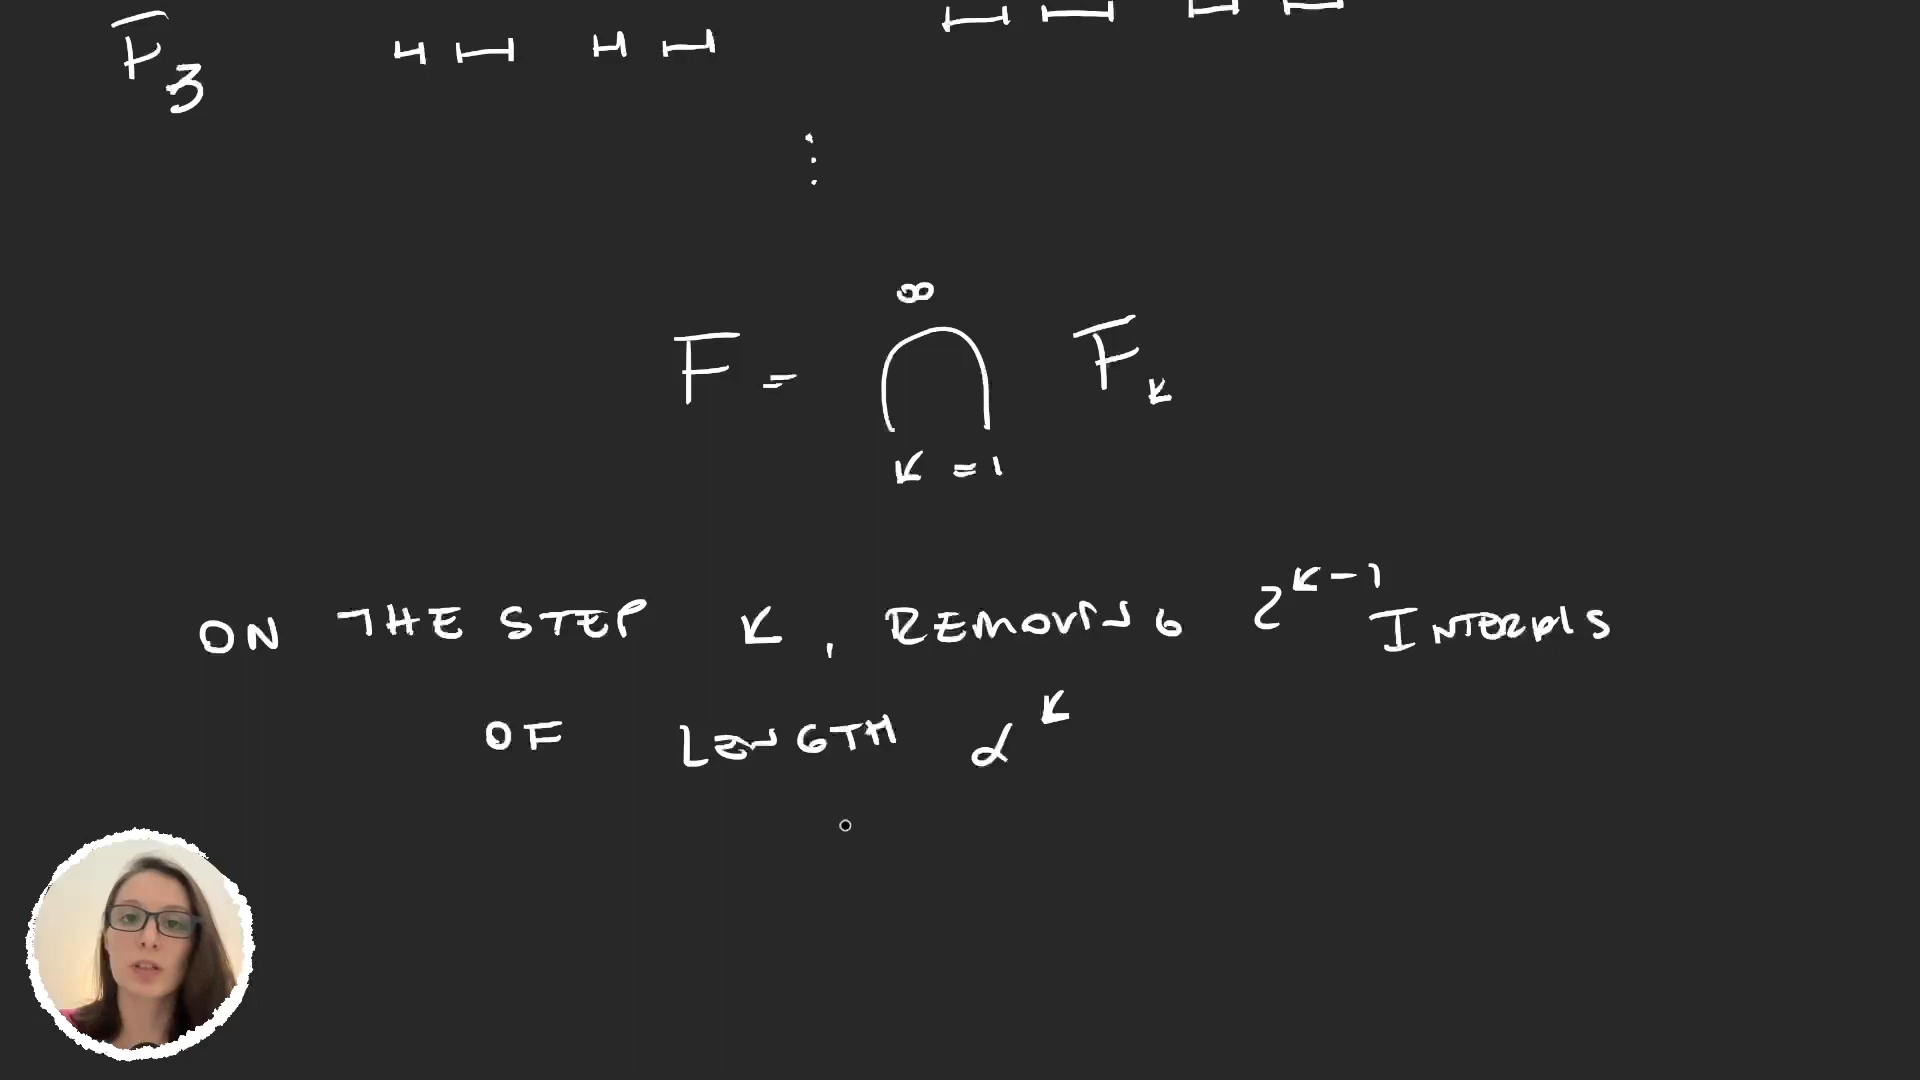 F₃
⋮
∞
F = ⋂ F_K
K = 1
ON THE STEP K, REMOVING 2^{K-1} INTERVALS
OF LENGTH α^K